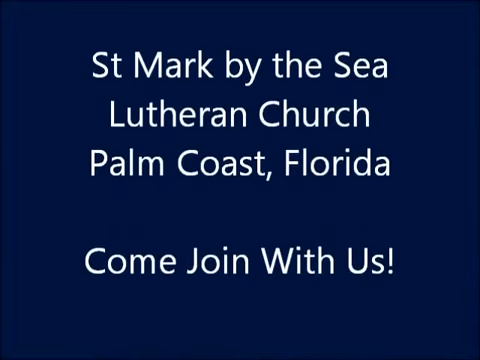 St Mark by the Sea
Lutheran Church
Palm Coast, Florida
Come Join With Us!